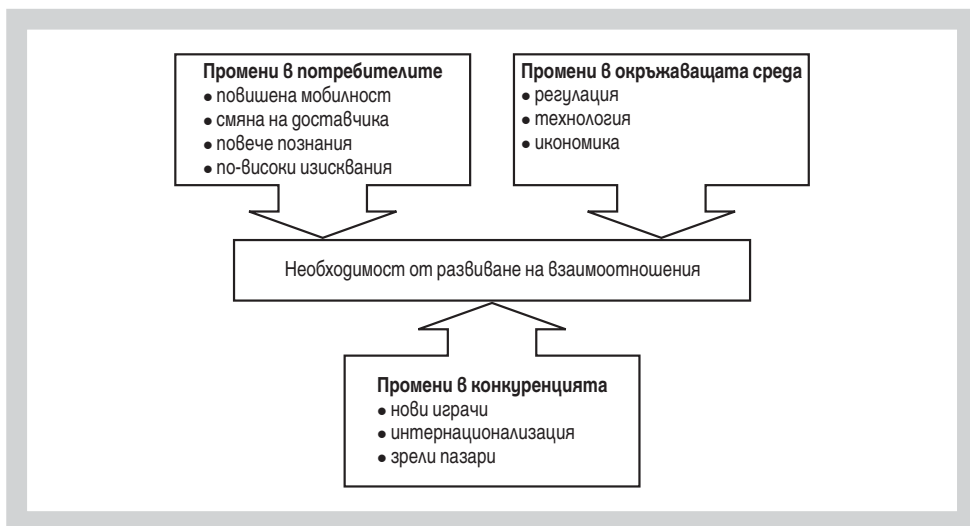 Промени в потребителите
● повишена мобилност
● смяна на доставчика
● повече познания
● по-високи изисквания
Промени в окръжаващата среда
● регулация
● технология
● икономика
Необходимост от развиване на взаимоотношения
Промени в конкуренцията
● нови играчи
● интернационализация
● зрели пазари